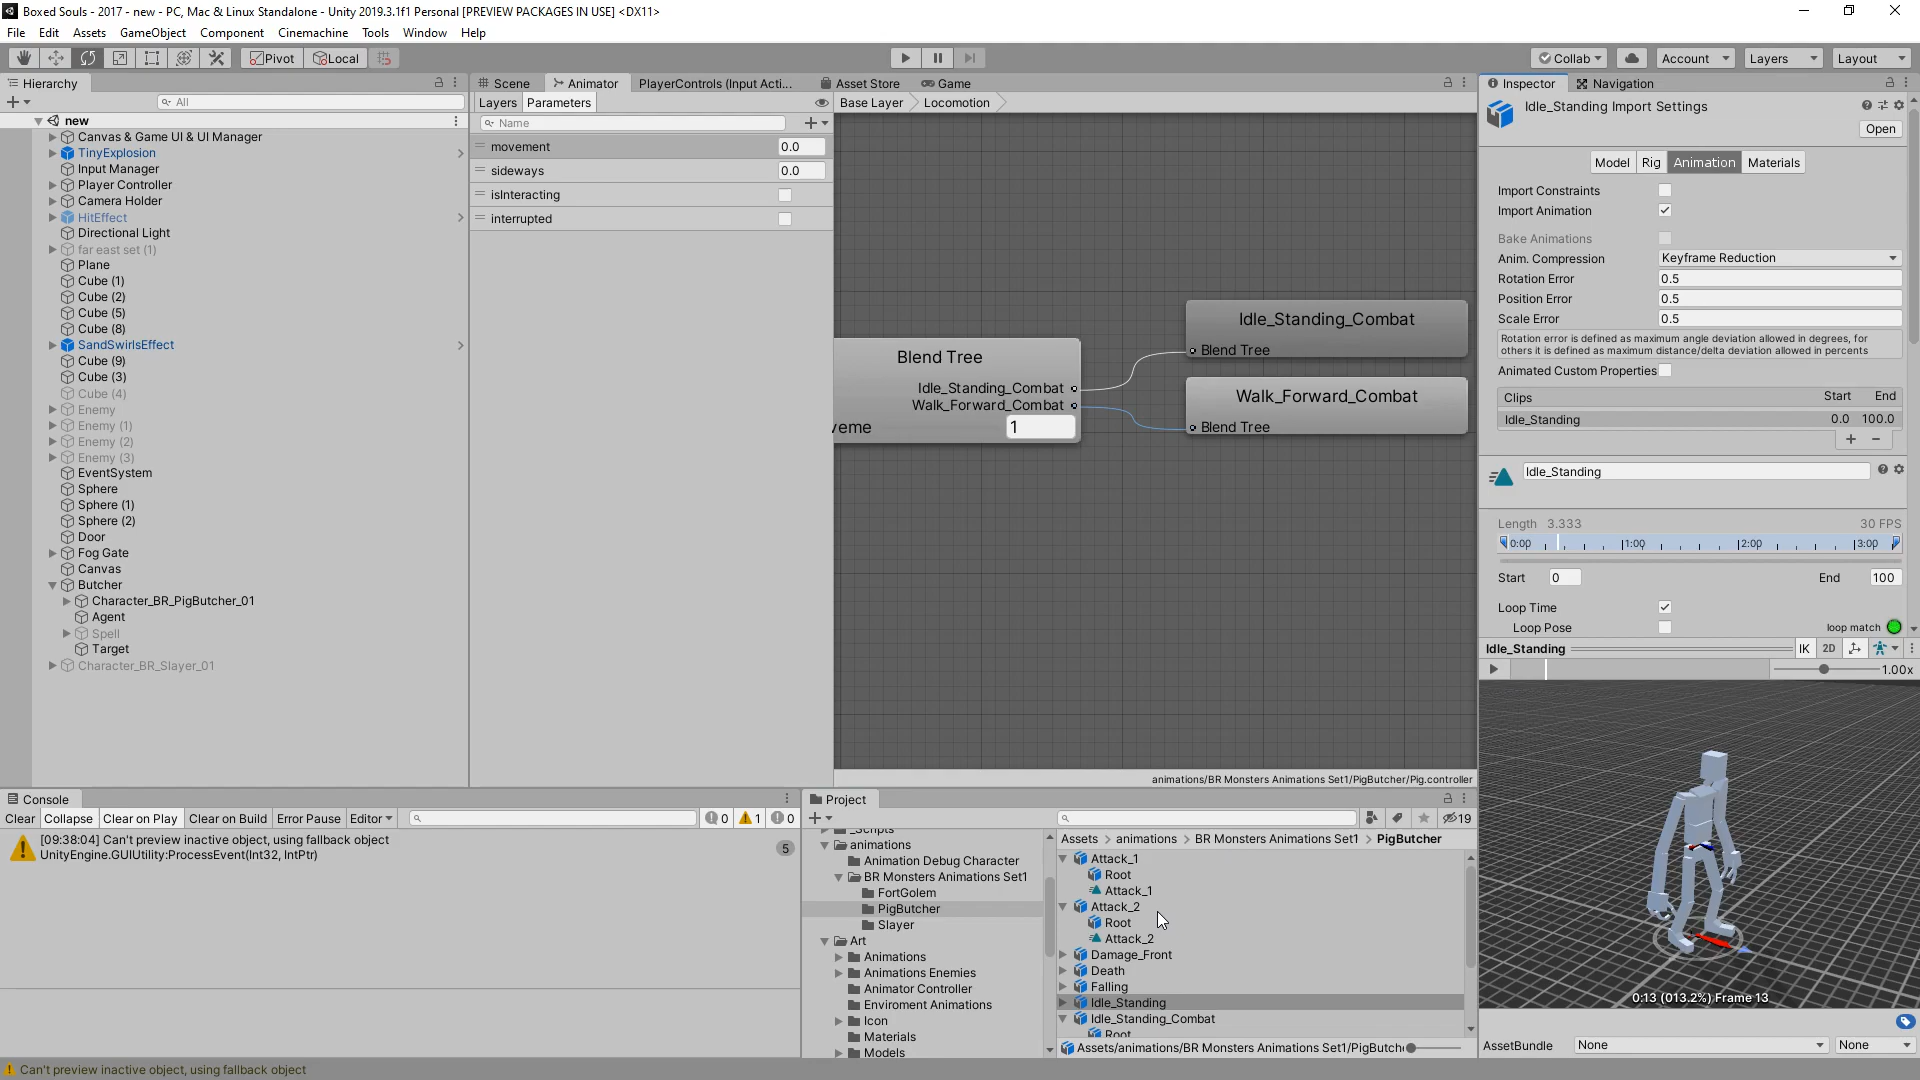 Boxed Souls - 2017 - new - PC, Mac & Linux Standalone - Unity 2019.3.1f1 Personal [PREVIEW PACKAGES IN USE] <DX11>
File Edit Assets GameObject Component Cinemachine Tools Window Help
Pivot Local Collab Account Layers Layout
Hierarchy
All
new
Canvas & Game UI & UI Manager
TinyExplosion
Input Manager
Player Controller
Camera Holder
HitEffect
Directional Light
far east set (1)
Plane
Cube (1)
Cube (2)
Cube (5)
Cube (8)
SandSwirlsEffect
Cube (9)
Cube (3)
Cube (4)
Enemy
Enemy (1)
Enemy (2)
Enemy (3)
EventSystem
Sphere
Sphere (1)
Sphere (2)
Door
Fog Gate
Canvas
Butcher
Character_BR_PigButcher_01
Agent
Spell
Target
Character_BR_Slayer_01
Scene Animator PlayerControls (Input Acti... Asset Store Game
Layers Parameters Base Layer Locomotion
Name
movement 0.0
sideways 0.0
isInteracting
interrupted
Blend Tree
Idle_Standing_Combat
Walk_Forward_Combat
veme 1
Idle_Standing_Combat
Blend Tree
Walk_Forward_Combat
Blend Tree
animations/BR Monsters Animations Set1/PigButcher/Pig.controller
Inspector Navigation
Idle_Standing Import Settings
Open
Model Rig Animation Materials
Import Constraints
Import Animation
Bake Animations
Anim. Compression Keyframe Reduction
Rotation Error 0.5
Position Error 0.5
Scale Error 0.5
Rotation error is defined as maximum angle deviation allowed in degrees, for
others it is defined as maximum distance/delta deviation allowed in percents
Animated Custom Properties
Clips Start End
Idle_Standing 0.0 100.0
+ -
Idle_Standing
Length 3.333 30 FPS
0:00 1:00 2:00 3:00
Start 0 End 100
Loop Time
Loop Pose loop match
Idle_Standing IK 2D
1.00x
0:13 (013.2%) Frame 13
AssetBundle None None
Console
Clear Collapse Clear on Play Clear on Build Error Pause Editor 0 1 0
[09:38:04] Can't preview inactive object, using fallback object
UnityEngine.GUIUtility:ProcessEvent(Int32, IntPtr)
5
Project
19
_Scripts
animations
Animation Debug Character
BR Monsters Animations Set1
FortGolem
PigButcher
Slayer
Art
Animations
Animations Enemies
Animator Controller
Enviroment Animations
Icon
Materials
Models
Assets > animations > BR Monsters Animations Set1 > PigButcher
Attack_1
Root
Attack_1
Attack_2
Root
Attack_2
Damage_Front
Death
Falling
Idle_Standing
Idle_Standing_Combat
Root
Assets/animations/BR Monsters Animations Set1/PigButche
Can't preview inactive object, using fallback object